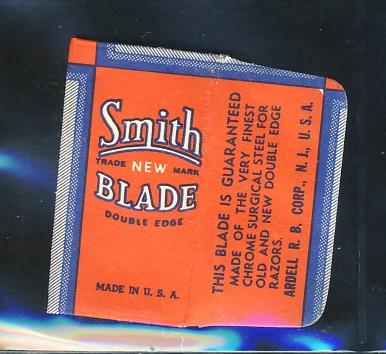 Smith
TRADE NEW MARK
BLADE
DOUBLE EDGE
MADE IN U. S. A.
THIS BLADE IS GUARANTEED
MADE OF THE VERY FINEST
CHROME SURGICAL STEEL FOR
OLD AND NEW DOUBLE EDGE
RAZORS.
ARDELL R. B. CORP., N. J., U. S. A.